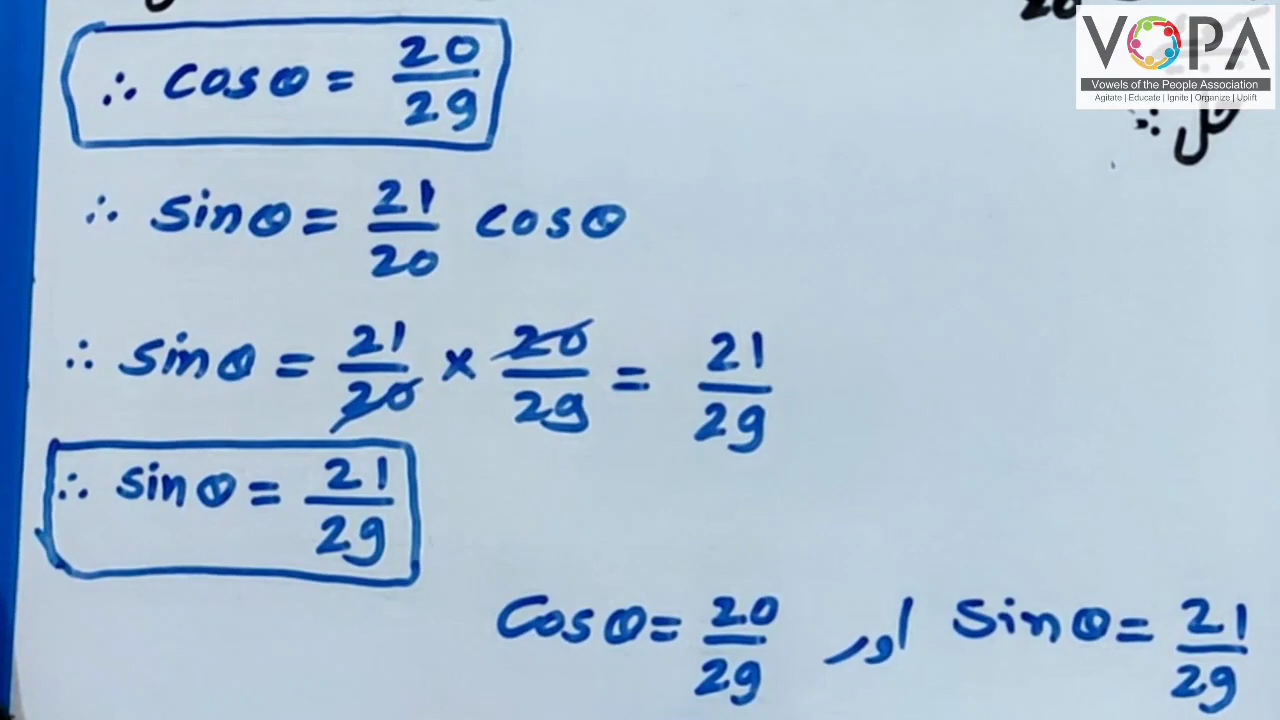 VOPA
Vowels of the People Association
Agitate | Educate | Ignite | Organize | Uplift
∴ cosθ = 20/29
∴ sinθ = 21/20 cosθ
∴ sinθ = 21/20 × 20/29 = 21/29
∴ sinθ = 21/29
Cosθ = 20/29 اور Sinθ = 21/29